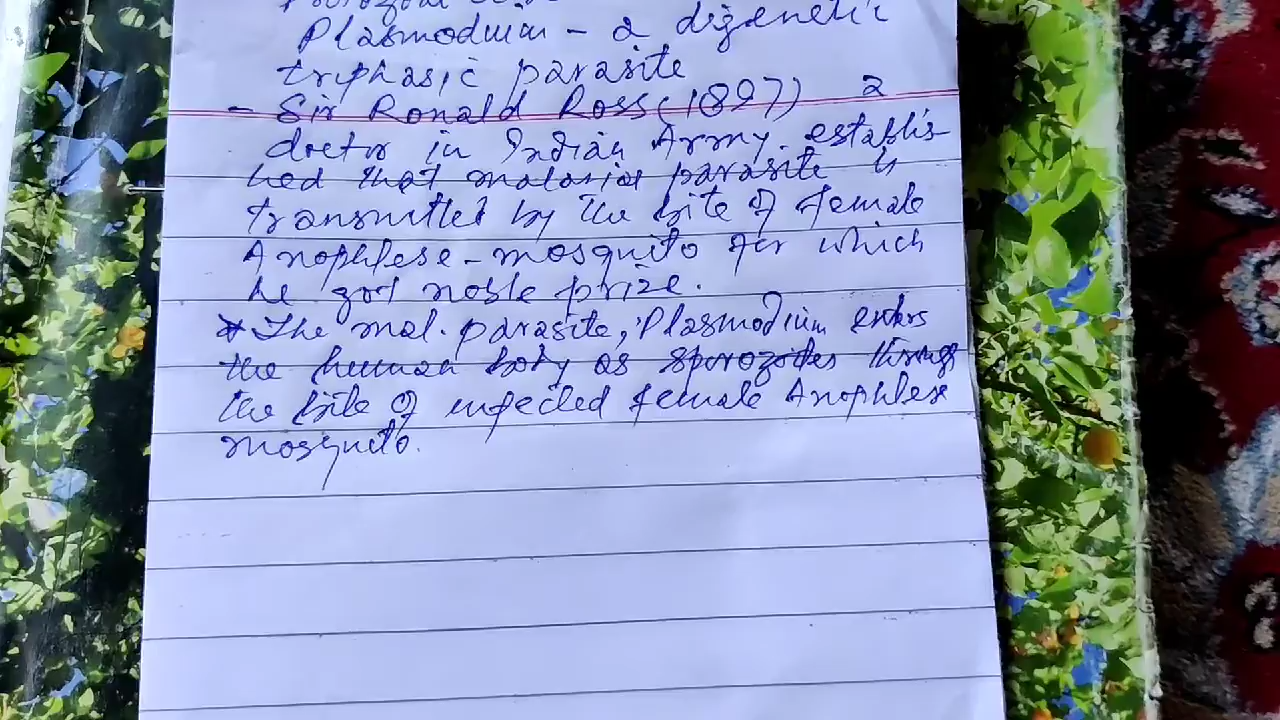 Plasmodium - a digenetic
triphasic parasite
- Sir Ronald Ross (1897) a
doctor in Indian Army establis-
hed that malarial parasite is
transmitted by the bite of female
Anophlese - mosquito for which
he got noble prize.
* The mal. parasite, Plasmodium enters
the human body as sporozoites through
the bite of infected female Anophlex
mosquito.